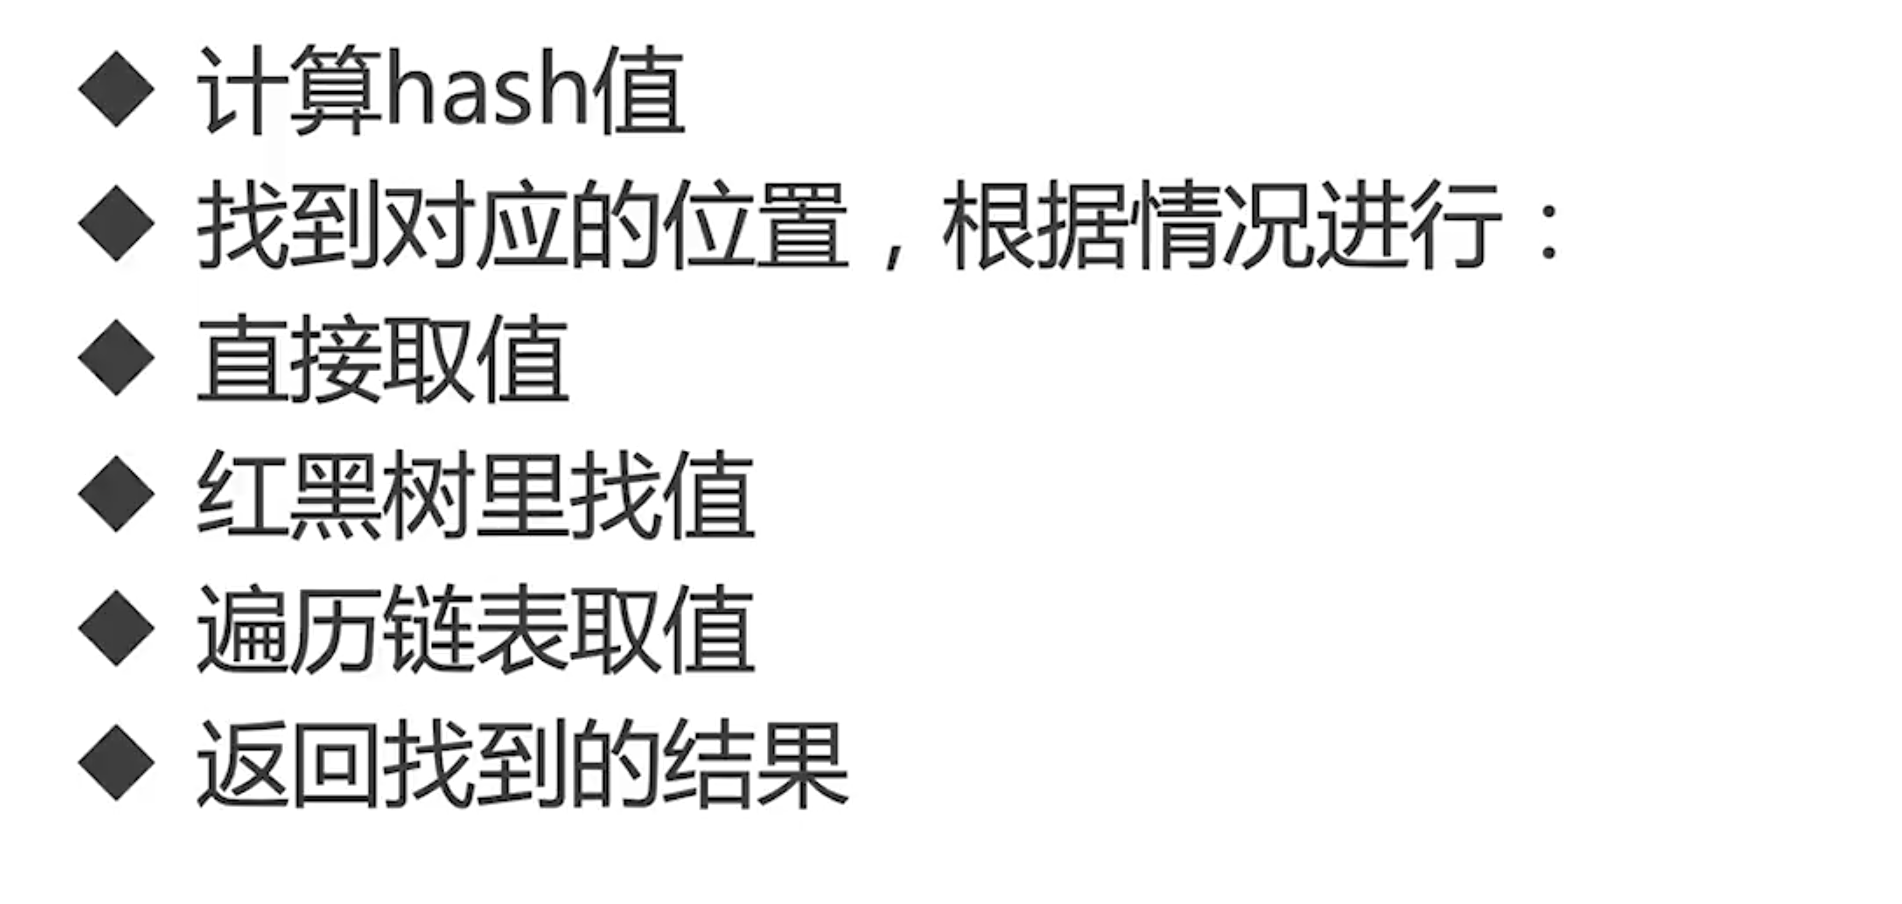 ◆ 计算hash值
◆ 找到对应的位置，根据情况进行：
◆ 直接取值
◆ 红黑树里找值
◆ 遍历链表取值
◆ 返回找到的结果